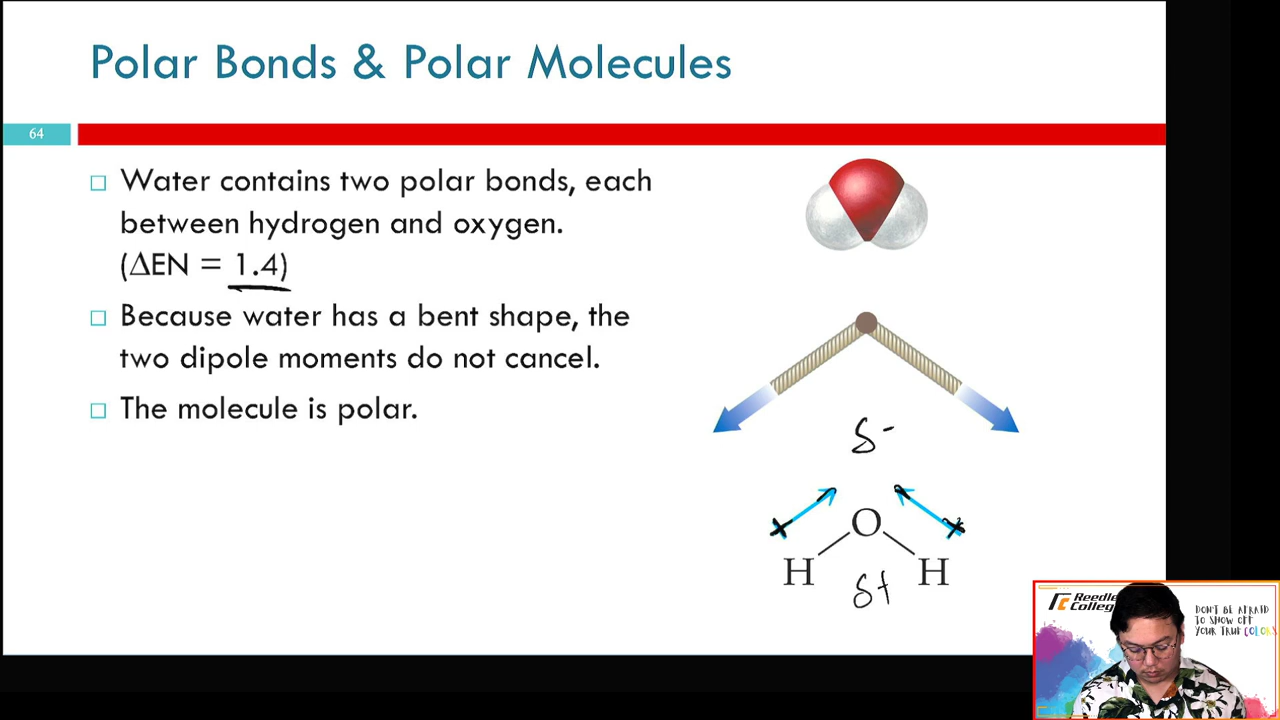 Polar Bonds & Polar Molecules
64
Water contains two polar bonds, each
between hydrogen and oxygen.
(ΔEN = 1.4)
Because water has a bent shape, the
two dipole moments do not cancel.
The molecule is polar.
δ-
O
H H
δ+
Reedley
College
DON'T BE AFRAID
TO SHOW OFF
YOUR TRUE COLORS